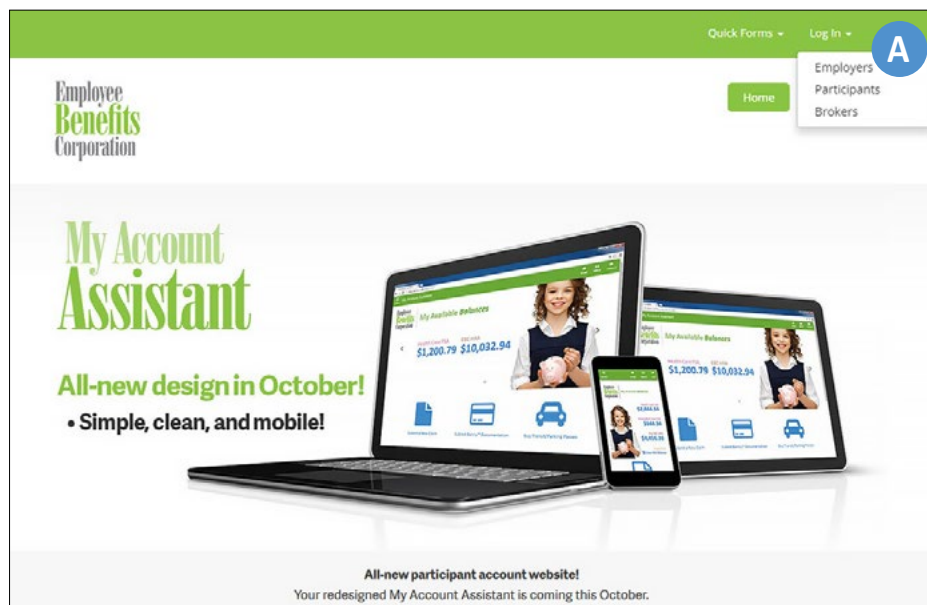 Quick Forms
Log In
A
Employers
Participants
Brokers
Home
Employee
Benefits
Corporation
My Account
Assistant
All-new design in October!
• Simple, clean, and mobile!
My Available Balances
$1,200.79 $10,032.94
My Available Balances
$1,200.79 $10,032.94
All-new participant account website!
Your redesigned My Account Assistant is coming this October.